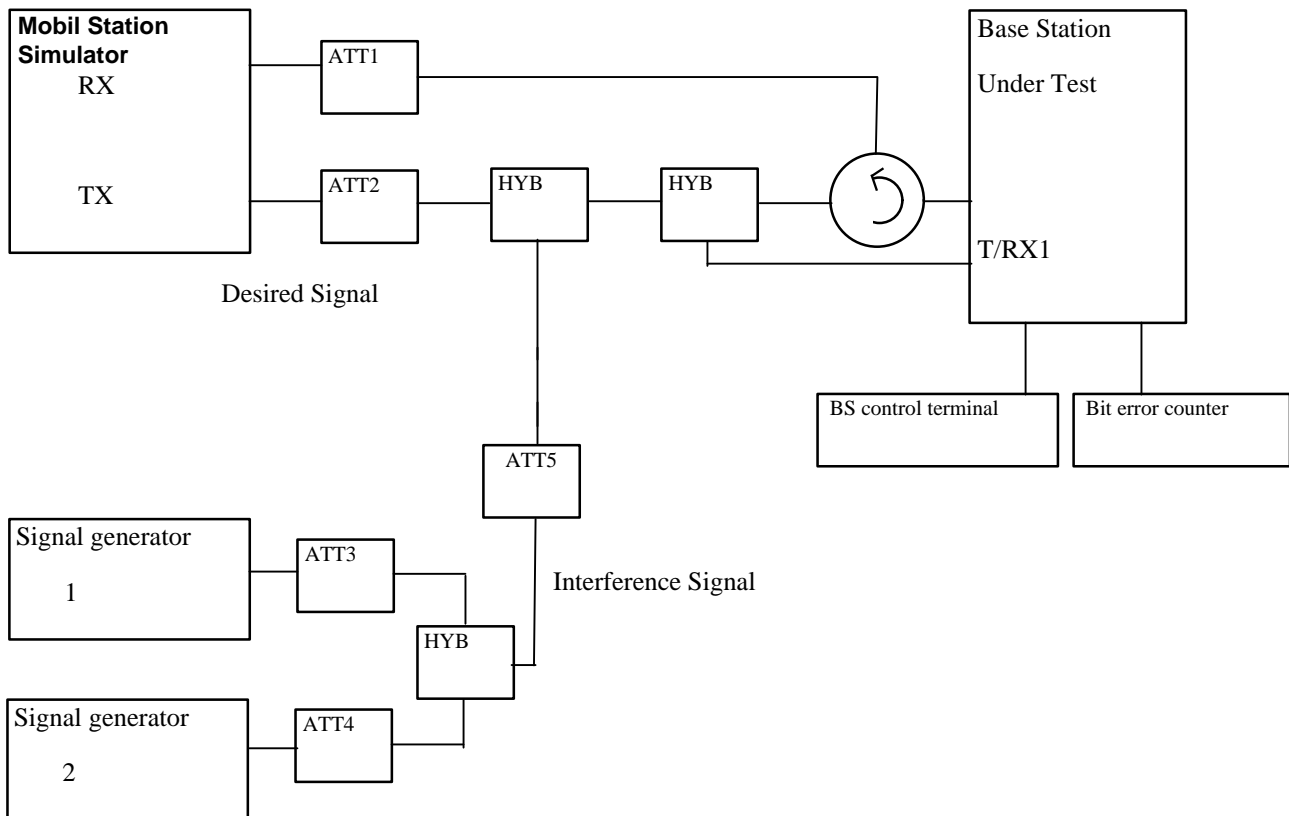 Mobil Station
Simulator
RX
TX
ATT1
ATT2
HYB
HYB
Base Station
Under Test
T/RX1
Desired Signal
BS control terminal
Bit error counter
ATT5
Signal generator
1
ATT3
Interference Signal
HYB
Signal generator
2
ATT4